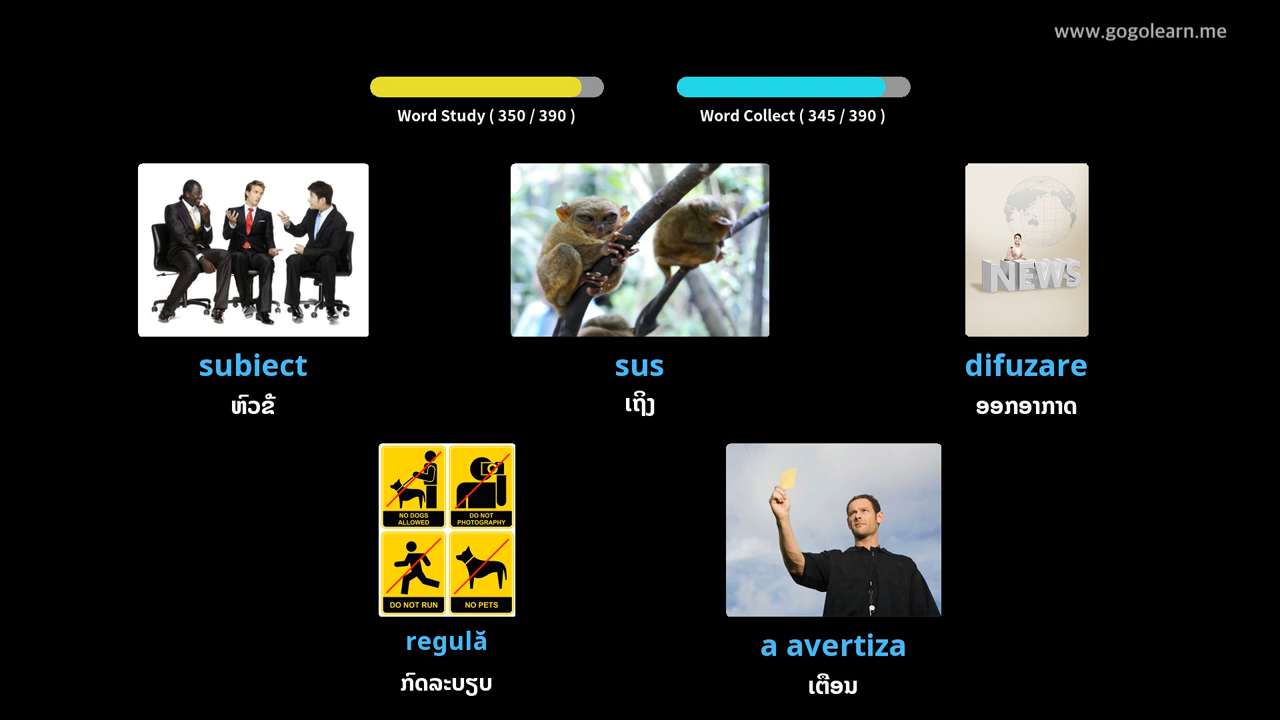 www.gogolearn.me
Word Study ( 350 / 390 )
Word Collect ( 345 / 390 )
NEWS
subiect
sus
difuzare
ຫົວຂໍ້
ເຖິງ
ອອກອາກາດ
NO DOGS
ALLOWED
DO NOT
PHOTOGRAPHY
DO NOT RUN
NO PETS
regulă
a avertiza
ກົດລະບຽບ
ເຕືອນ